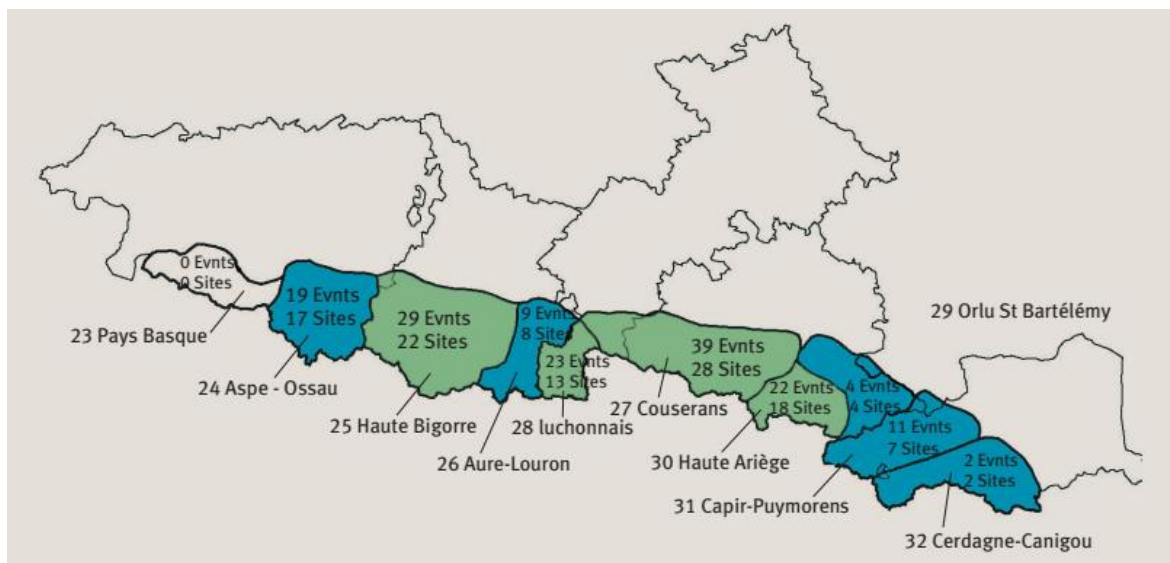 0 Evnts
0 Sites
23 Pays Basque
19 Evnts
17 Sites
24 Aspe - Ossau
29 Evnts
22 Sites
25 Haute Bigorre
9 Evnts
8 Sites
26 Aure-Louron
23 Evnts
13 Sites
28 luchonnais
39 Evnts
28 Sites
27 Couserans
22 Evnts
18 Sites
30 Haute Ariège
29 Orlu St Bartélémy
4 Evnts
4 Sites
11 Evnts
7 Sites
31 Capir-Puymorens
2 Evnts
2 Sites
32 Cerdagne-Canigou